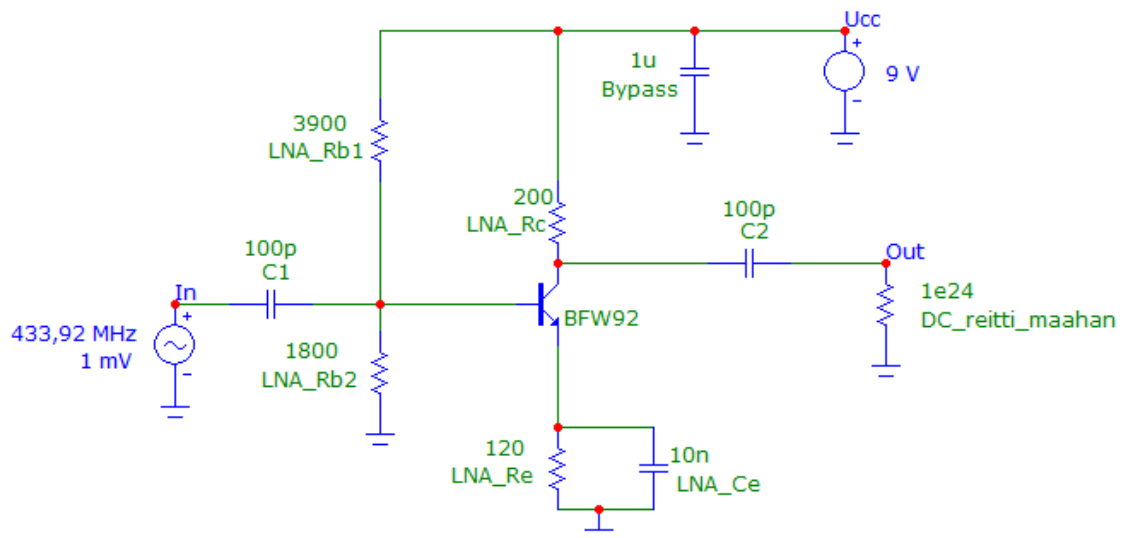 Ucc
+
1u
Bypass
9 V
-
3900
LNA_Rb1
200
LNA_Rc
100p
C2
100p
C1
Out
In
+
1e24
DC_reitti_maahan
BFW92
433,92 MHz
1 mV
-
1800
LNA_Rb2
120
LNA_Re
10n
LNA_Ce